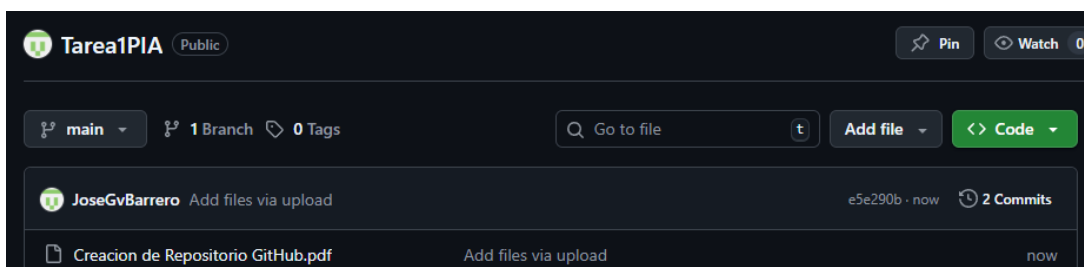 Tarea1PIA Public Pin Watch 0
main 1 Branch 0 Tags Go to file t Add file <> Code
JoseGvBarrero Add files via upload e5e290b · now 2 Commits
Creacion de Repositorio GitHub.pdf Add files via upload now